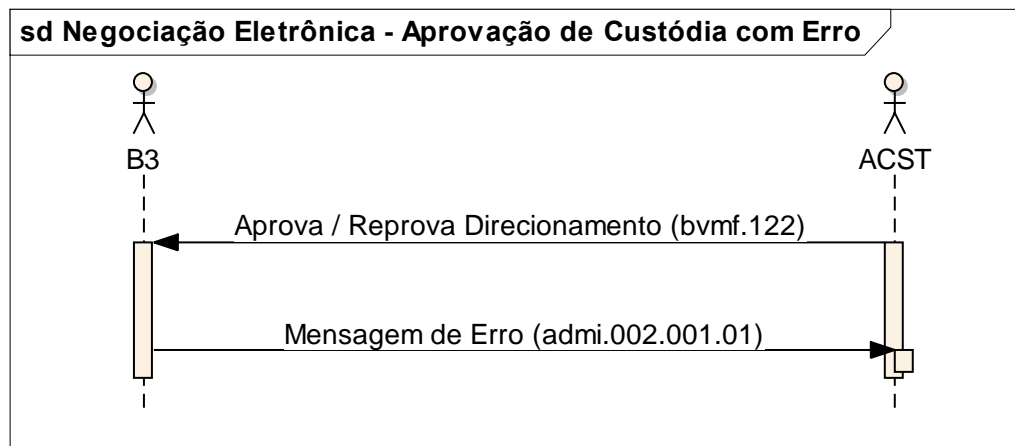 sd Negociação Eletrônica - Aprovação de Custódia com Erro
B3
ACST
Aprova / Reprova Direcionamento (bvmf.122)
Mensagem de Erro (admi.002.001.01)